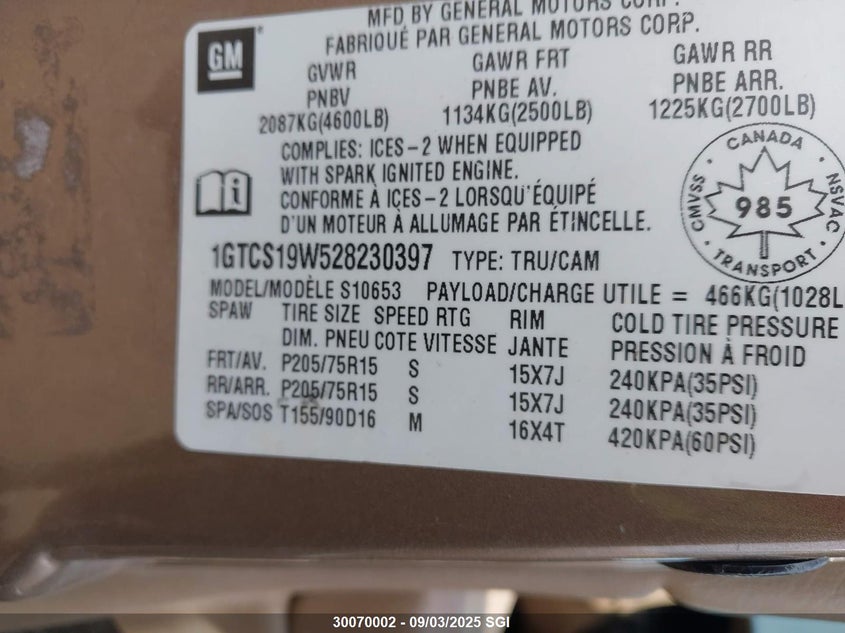 MFD BY GENERAL MOTORS CORP.
FABRIQUÉ PAR GENERAL MOTORS CORP.
GM
GVWR GAWR FRT GAWR RR
PNBV PNBE AV. PNBE ARR.
2087KG(4600LB) 1134KG(2500LB) 1225KG(2700LB)
COMPLIES: ICES-2 WHEN EQUIPPED
WITH SPARK IGNITED ENGINE.
CONFORME À ICES-2 LORSQU'ÉQUIPÉ
D'UN MOTEUR À ALLUMAGE PAR ÉTINCELLE.
CANADA
CMVSS 985 NSVAC
TRANSPORT
1GTCS19W528230397 TYPE: TRU/CAM
MODEL/MODÈLE S10653 PAYLOAD/CHARGE UTILE = 466KG(1028L
SPAW TIRE SIZE SPEED RTG RIM COLD TIRE PRESSURE
DIM. PNEU COTE VITESSE JANTE PRESSION À FROID
FRT/AV. P205/75R15 S 15X7J 240KPA(35PSI)
RR/ARR. P205/75R15 S 15X7J 240KPA(35PSI)
SPA/SOS T155/90D16 M 16X4T 420KPA(60PSI)
30070002 - 09/03/2025 SGI